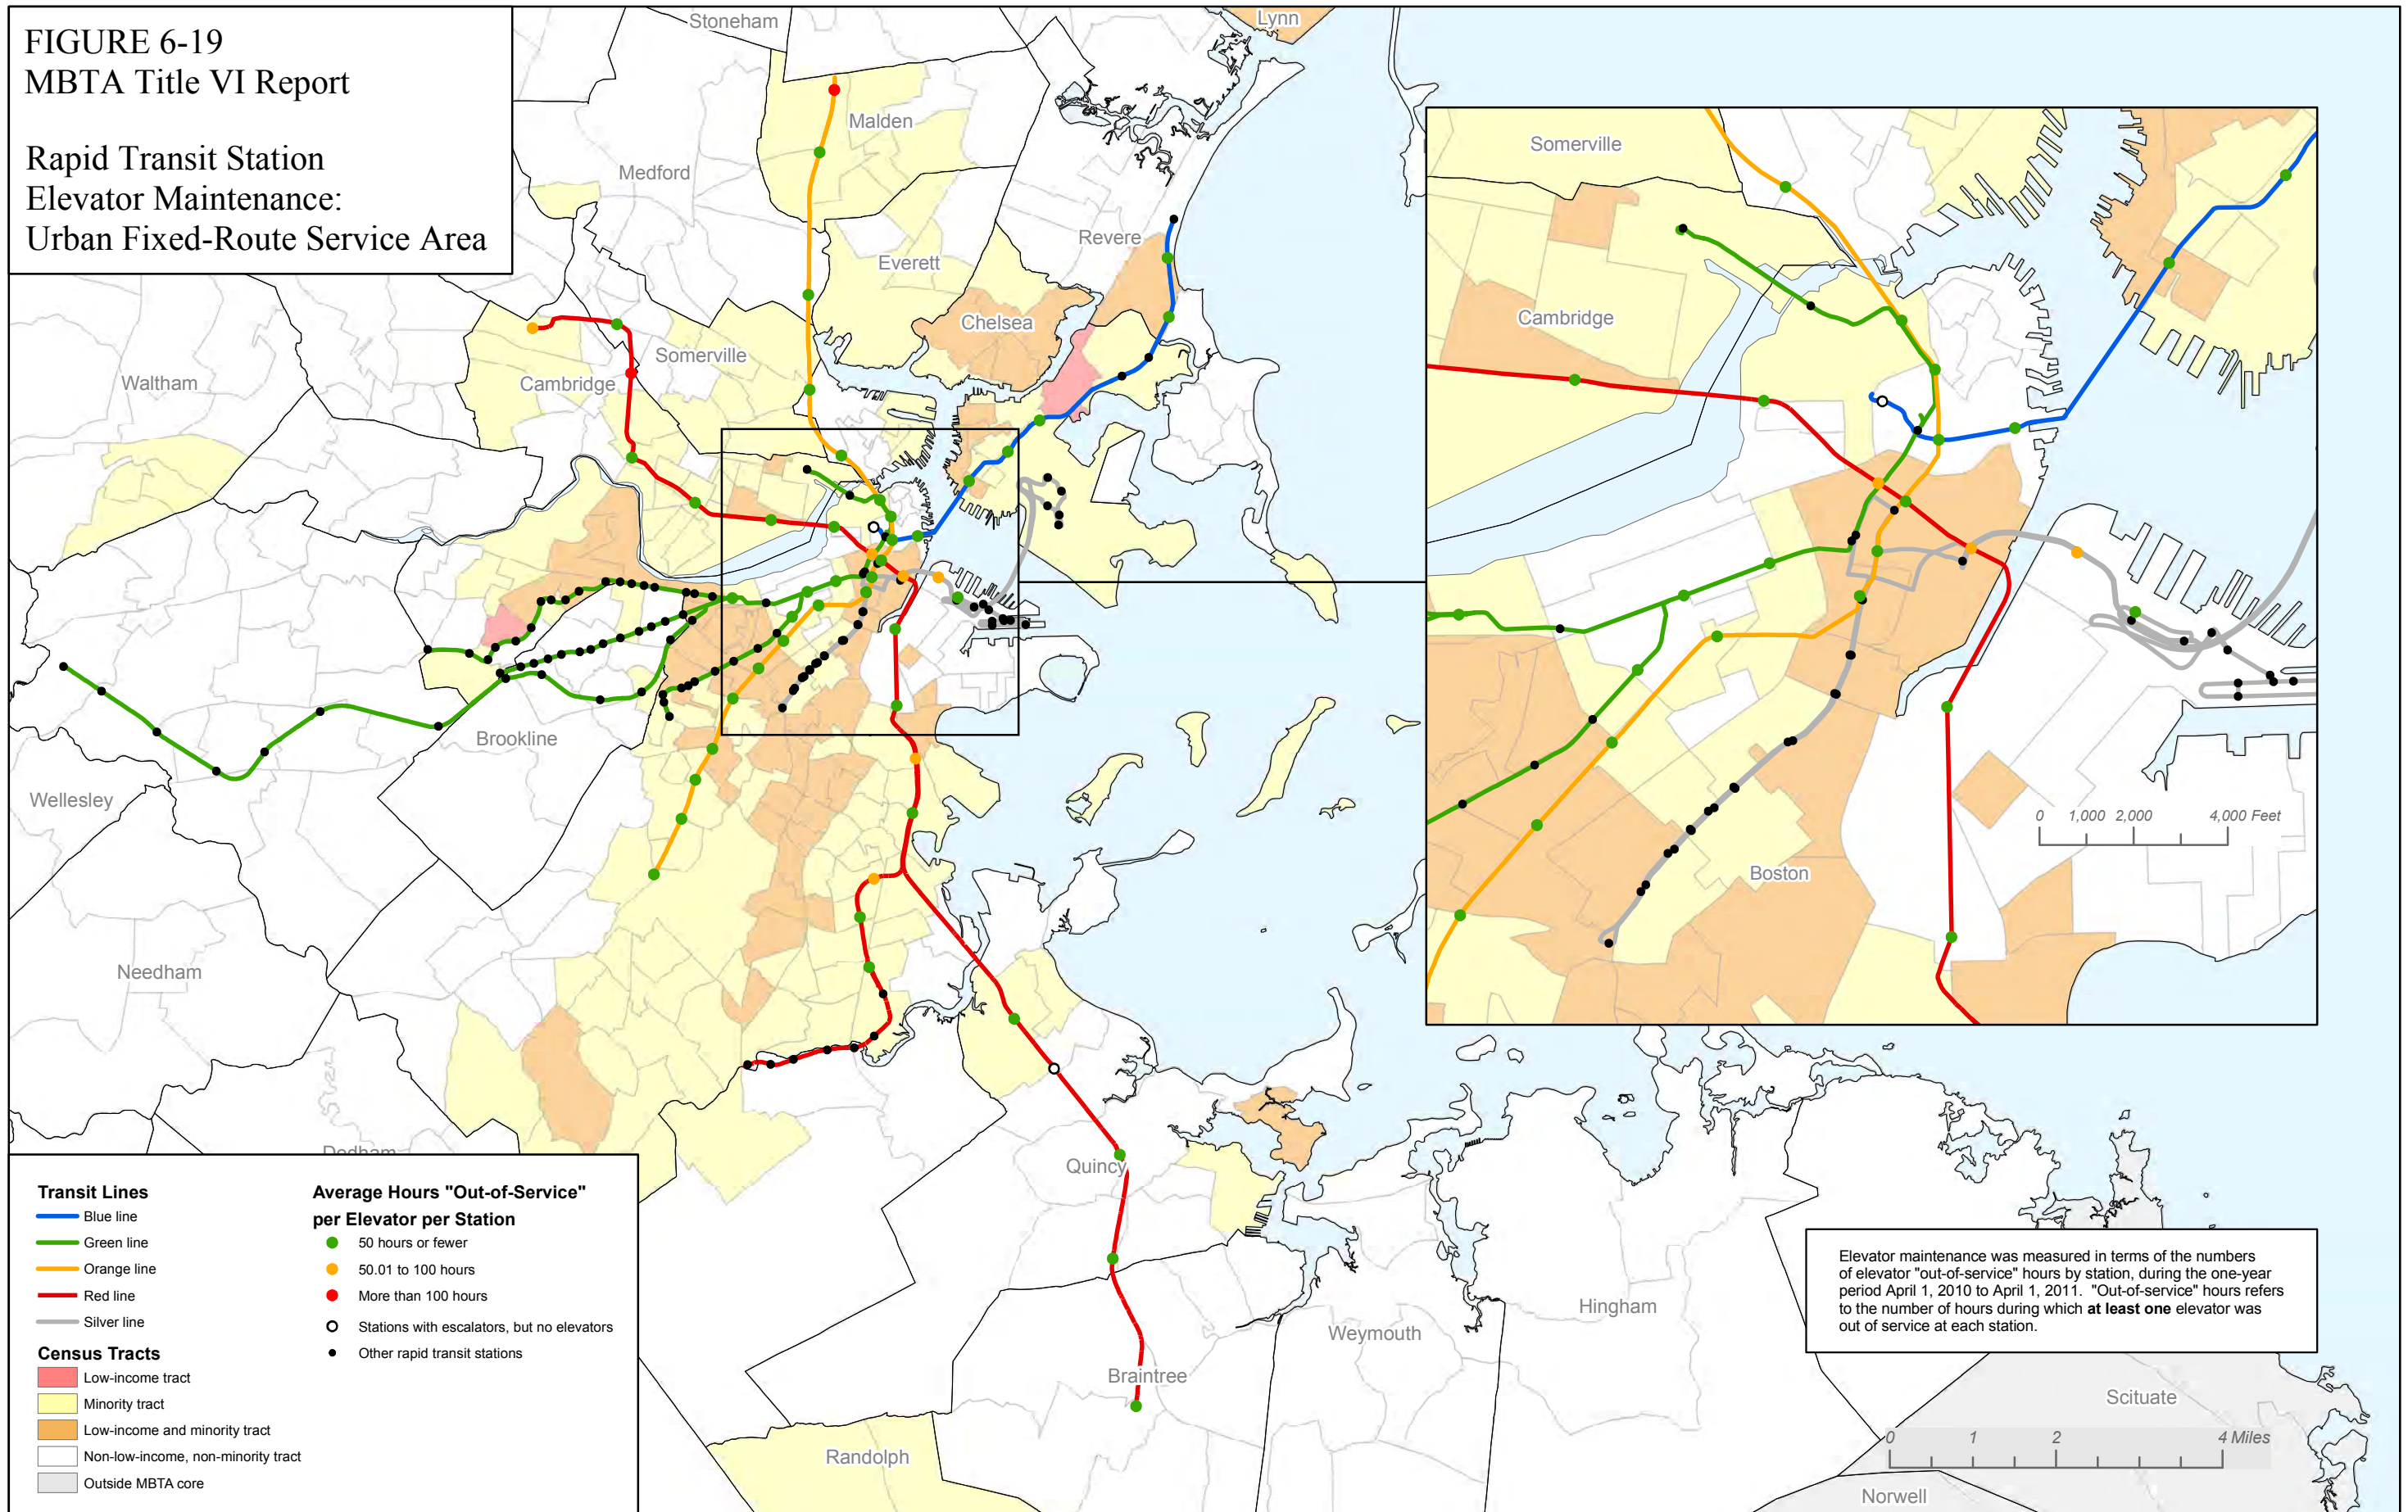 FIGURE 6-19
MBTA Title VI Report
Rapid Transit Station
Elevator Maintenance:
Urban Fixed-Route Service Area
Stoneham
Lynn
Malden
Medford
Revere
Everett
Chelsea
Somerville
Cambridge
Waltham
Brookline
Wellesley
Needham
Dedham
Quincy
Braintree
Weymouth
Hingham
Randolph
Scituate
Norwell
Somerville
Cambridge
Boston
0 1,000 2,000 4,000 Feet
Transit Lines
Blue line
Green line
Orange line
Red line
Silver line
Census Tracts
Low-income tract
Minority tract
Low-income and minority tract
Non-low-income, non-minority tract
Outside MBTA core
Average Hours "Out-of-Service"
per Elevator per Station
50 hours or fewer
50.01 to 100 hours
More than 100 hours
Stations with escalators, but no elevators
Other rapid transit stations
Elevator maintenance was measured in terms of the numbers
of elevator "out-of-service" hours by station, during the one-year
period April 1, 2010 to April 1, 2011.  "Out-of-service" hours refers
to the number of hours during which at least one elevator was
out of service at each station.
0 1 2 4 Miles